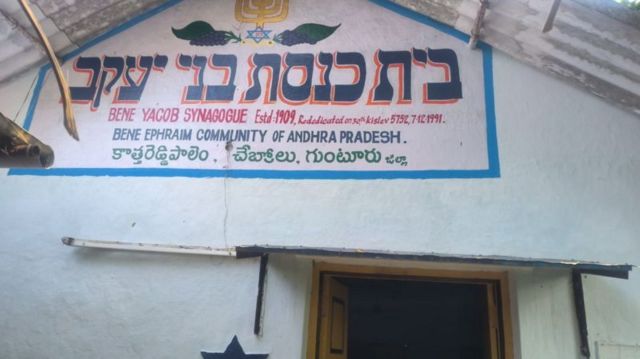 בית כנסת בני יעקב
BENE YACOB SYNAGOGUE Estd-1909, Rededicated on 30th kislev 5752, 7-12 1991.
BENE EPHRAIM COMMUNITY OF ANDHRA PRADESH.
కొత్తరెడ్డిపాలెం, చేబ్రోలు, గుంటూరు జిల్లా